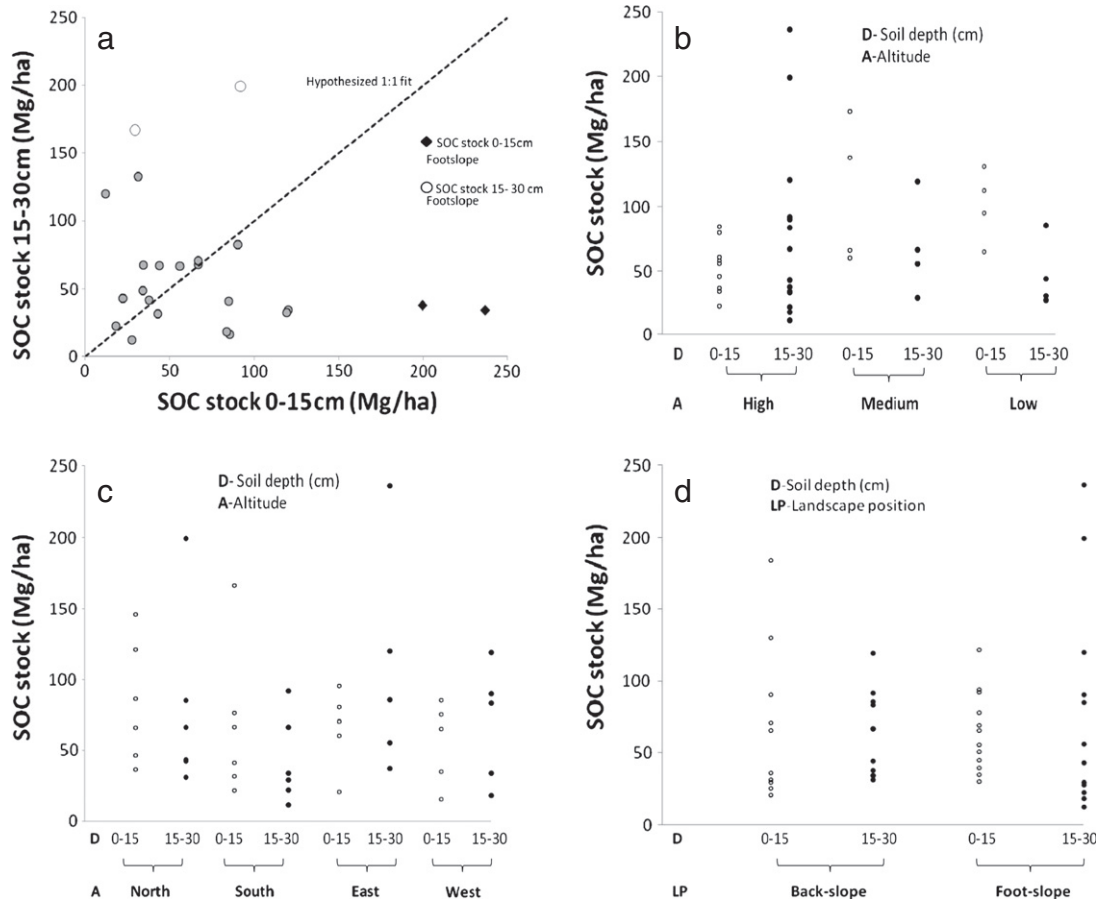 a
SOC stock 15-30cm (Mg/ha)
250
200
150
100
50
0
Hypothesized 1:1 fit
SOC stock 0-15cm
Footslope
SOC stock 15- 30 cm
Footslope
0 50 100 150 200 250
SOC stock 0-15cm (Mg/ha)
b
D- Soil depth (cm)
A-Altitude
SOC stock (Mg/ha)
250
200
150
100
50
0
D 0-15 15-30 0-15 15-30 0-15 15-30
A High Medium Low
c
D- Soil depth (cm)
A-Altitude
SOC stock (Mg/ha)
250
200
150
100
50
0
D 0-15 15-30 0-15 15-30 0-15 15-30 0-15 15-30
A North South East West
d
D-Soil depth (cm)
LP-Landscape position
SOC stock (Mg/ha)
250
200
150
100
50
0
D 0-15 15-30 0-15 15-30
LP Back-slope Foot-slope